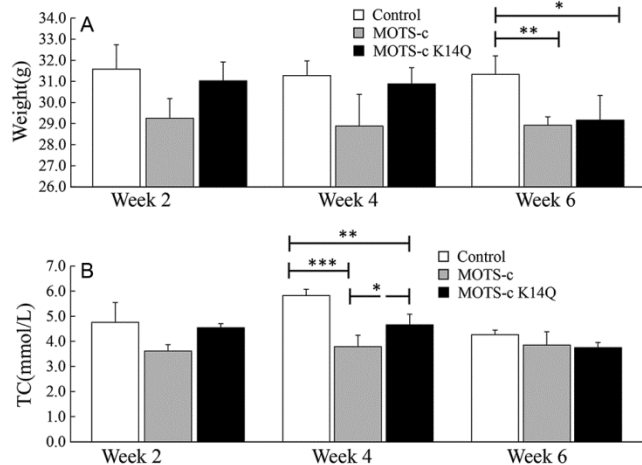 A
Control
MOTS-c
MOTS-c K14Q
*
**
Weight(g)
34.0
33.0
32.0
31.0
30.0
29.0
28.0
27.0
26.0
Week 2 Week 4 Week 6
B
Control
MOTS-c
MOTS-c K14Q
**
***
*
TC(mmol/L)
7.0
6.0
5.0
4.0
3.0
2.0
1.0
0.0
Week 2 Week 4 Week 6